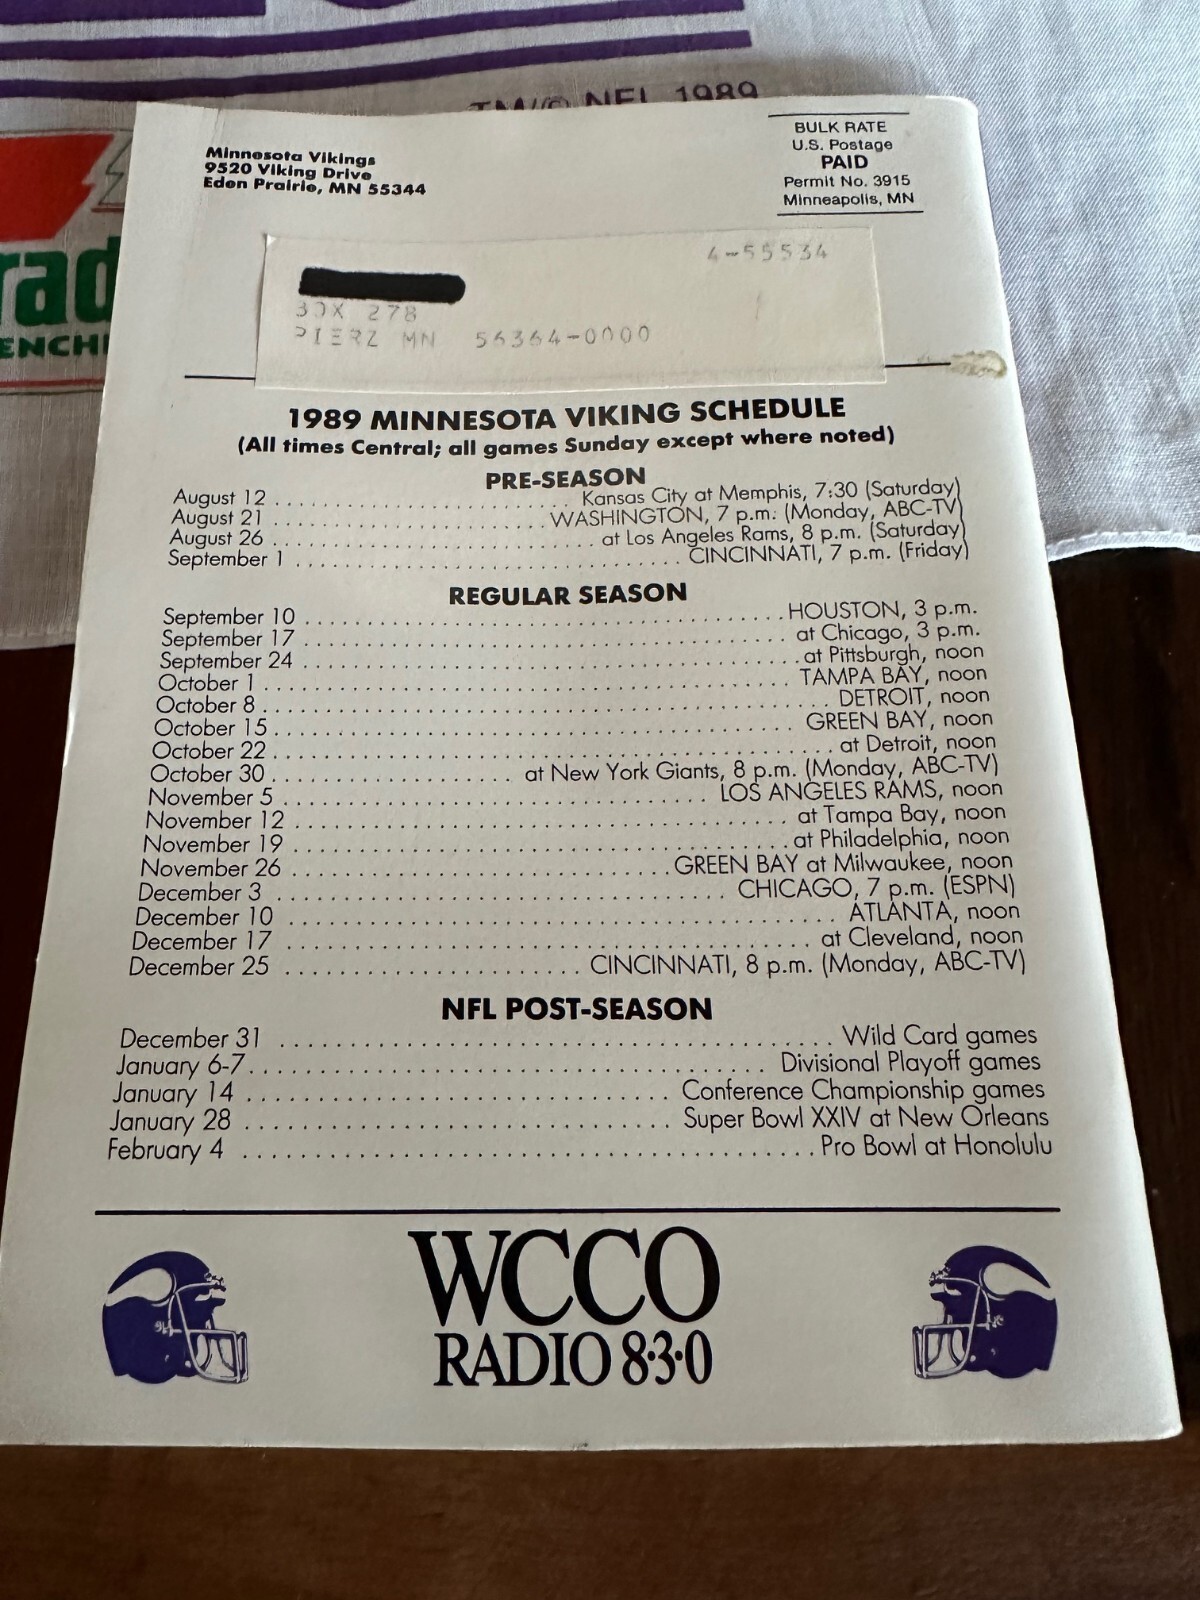 TM/© NFL 1989
rad
ENCH
Minnesota Vikings
9520 Viking Drive
Eden Prairie, MN 55344
BULK RATE
U.S. Postage
PAID
Permit No. 3915
Minneapolis, MN
4-55534
BOX 278
PIERZ MN 56364-0000
1989 MINNESOTA VIKING SCHEDULE
(All times Central; all games Sunday except where noted)
PRE-SEASON
August 12 . . . . . Kansas City at Memphis, 7:30 (Saturday)
August 21 . . . . . WASHINGTON, 7 p.m. (Monday, ABC-TV)
August 26 . . . . . at Los Angeles Rams, 8 p.m. (Saturday)
September 1 . . . . . CINCINNATI, 7 p.m. (Friday)
REGULAR SEASON
September 10 . . . . . HOUSTON, 3 p.m.
September 17 . . . . . at Chicago, 3 p.m.
September 24 . . . . . at Pittsburgh, noon
October 1 . . . . . TAMPA BAY, noon
October 8 . . . . . DETROIT, noon
October 15 . . . . . GREEN BAY, noon
October 22 . . . . . at Detroit, noon
October 30 . . . . . at New York Giants, 8 p.m. (Monday, ABC-TV)
November 5 . . . . . LOS ANGELES RAMS, noon
November 12 . . . . . at Tampa Bay, noon
November 19 . . . . . at Philadelphia, noon
November 26 . . . . . GREEN BAY at Milwaukee, noon
December 3 . . . . . CHICAGO, 7 p.m. (ESPN)
December 10 . . . . . ATLANTA, noon
December 17 . . . . . at Cleveland, noon
December 25 . . . . . CINCINNATI, 8 p.m. (Monday, ABC-TV)
NFL POST-SEASON
December 31 . . . . . Wild Card games
January 6-7 . . . . . Divisional Playoff games
January 14 . . . . . Conference Championship games
January 28 . . . . . Super Bowl XXIV at New Orleans
February 4 . . . . . Pro Bowl at Honolulu
WCCO
RADIO 8·3·0